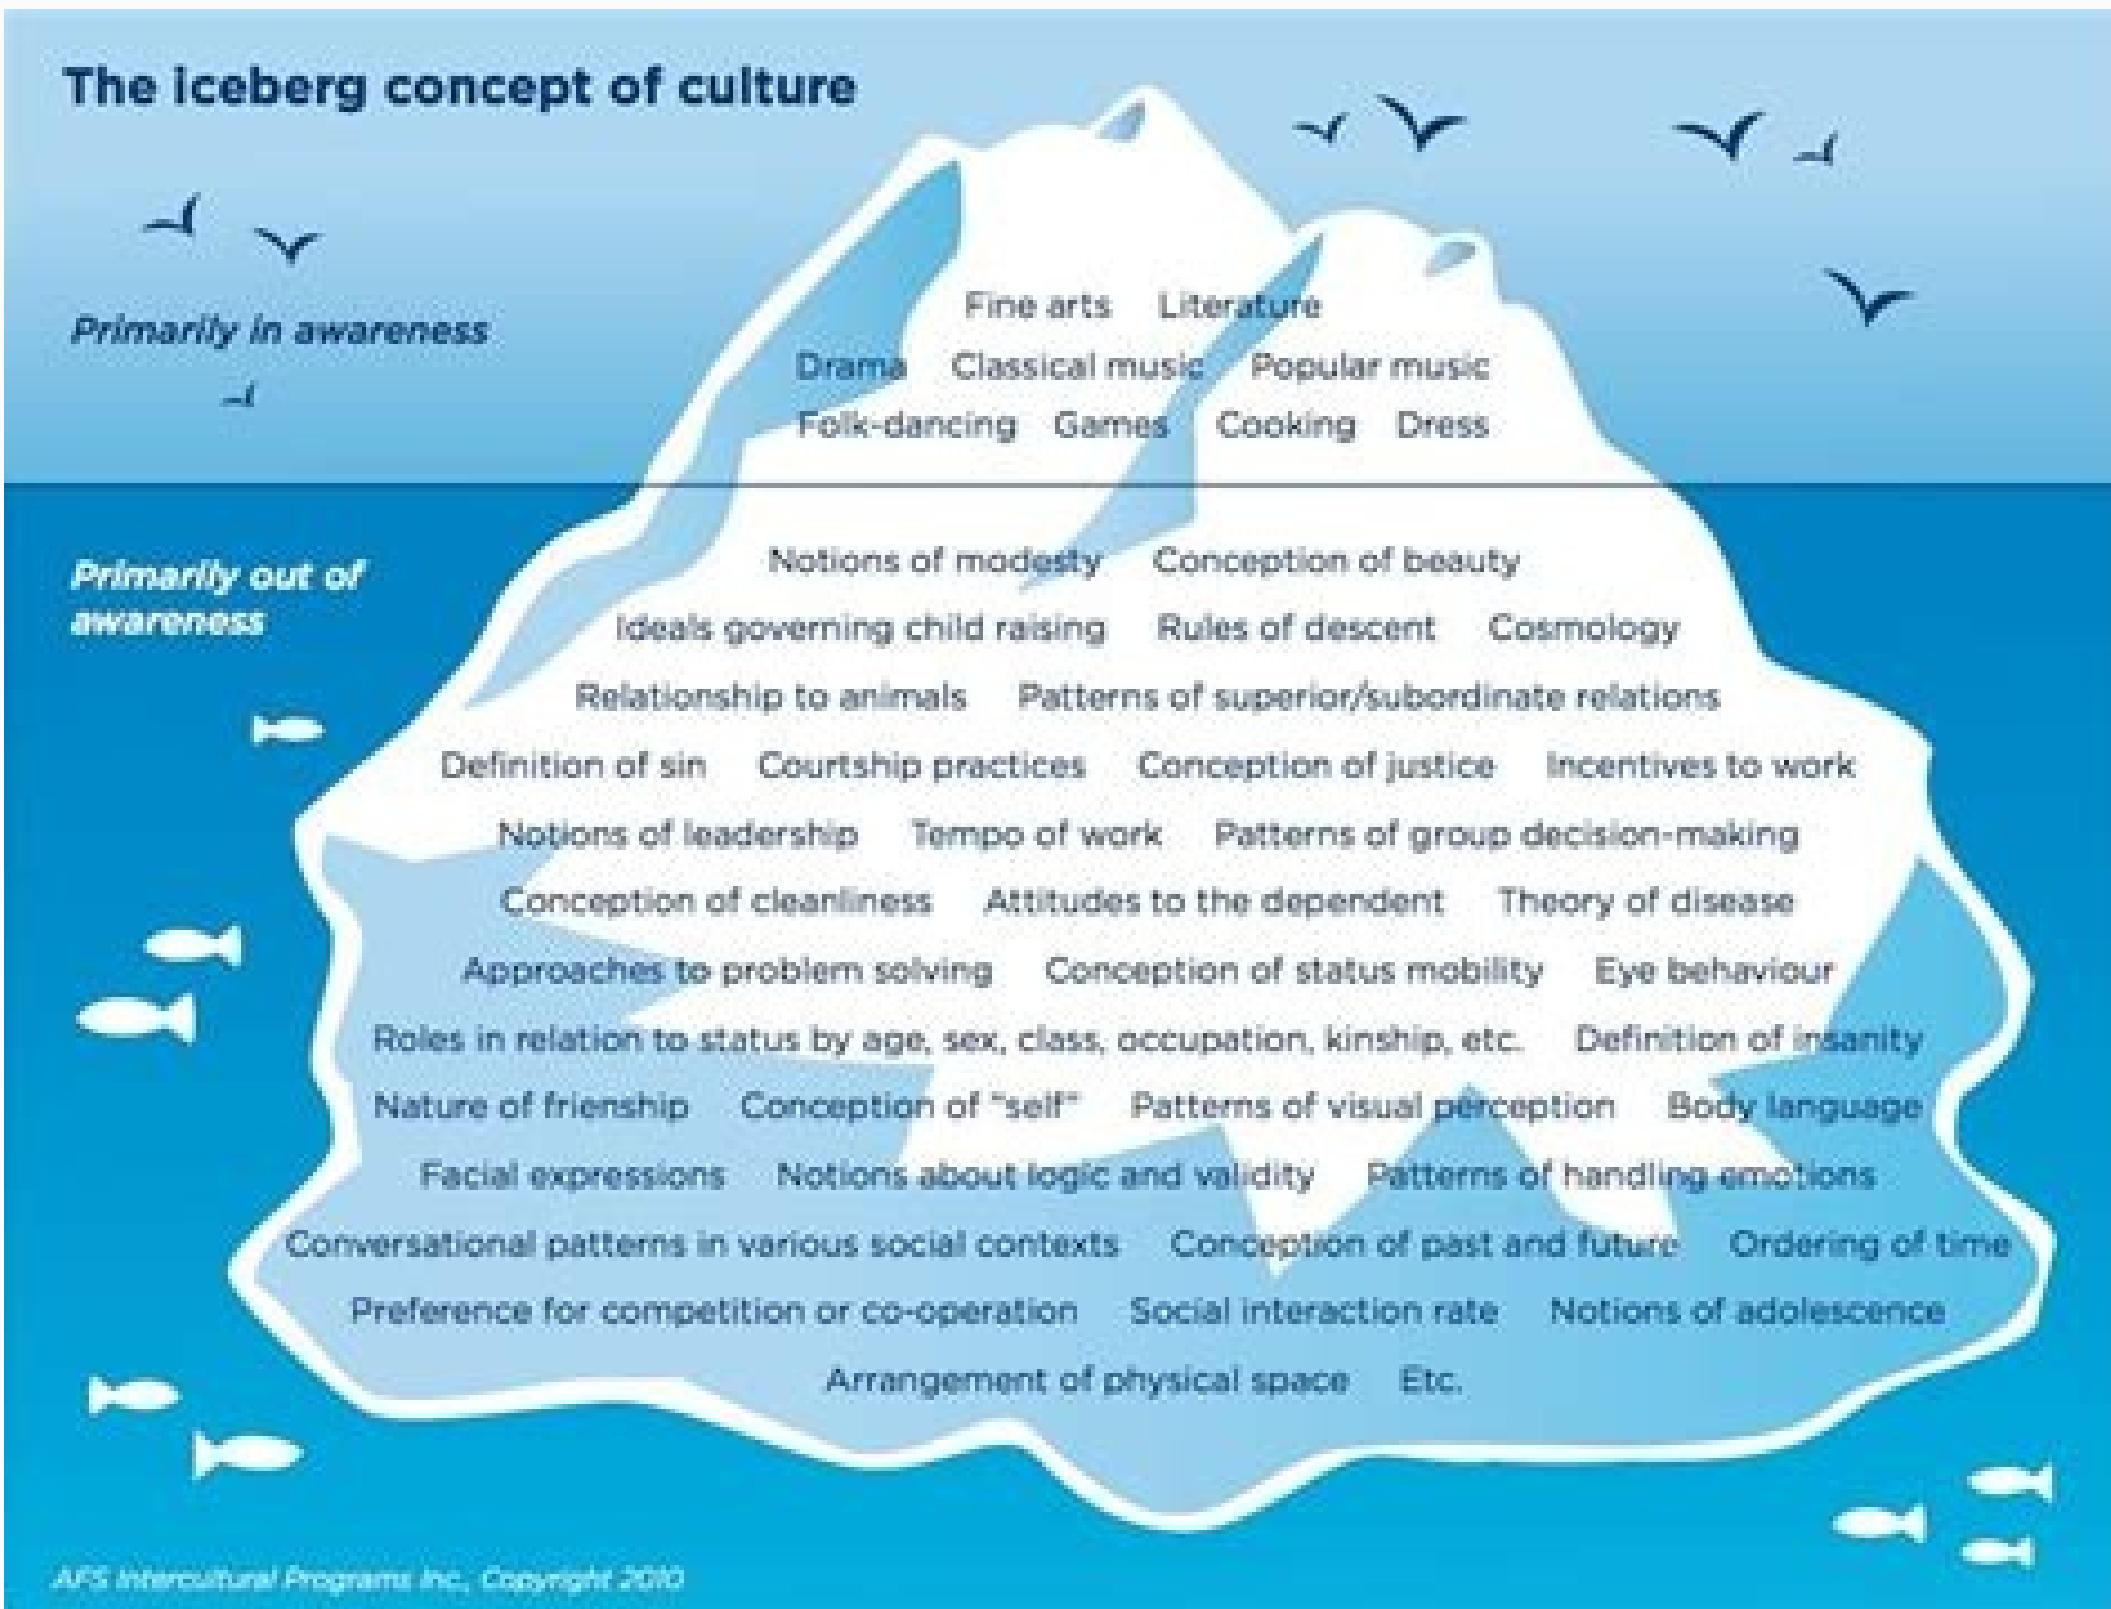 The iceberg concept of culture
Primarily in awareness
Fine arts Literature
Drama Classical music Popular music
Folk-dancing Games Cooking Dress
Primarily out of
awareness
Notions of modesty Conception of beauty
Ideals governing child raising Rules of descent Cosmology
Relationship to animals Patterns of superior/subordinate relations
Definition of sin Courtship practices Conception of justice Incentives to work
Notions of leadership Tempo of work Patterns of group decision-making
Conception of cleanliness Attitudes to the dependent Theory of disease
Approaches to problem solving Conception of status mobility Eye behaviour
Roles in relation to status by age, sex, class, occupation, kinship, etc. Definition of insanity
Nature of frienship Conception of "self" Patterns of visual perception Body language
Facial expressions Notions about logic and validity Patterns of handling emotions
Conversational patterns in various social contexts Conception of past and future Ordering of time
Preference for competition or co-operation Social interaction rate Notions of adolescence
Arrangement of physical space Etc.
AFS Intercultural Programs Inc., Copyright 2010